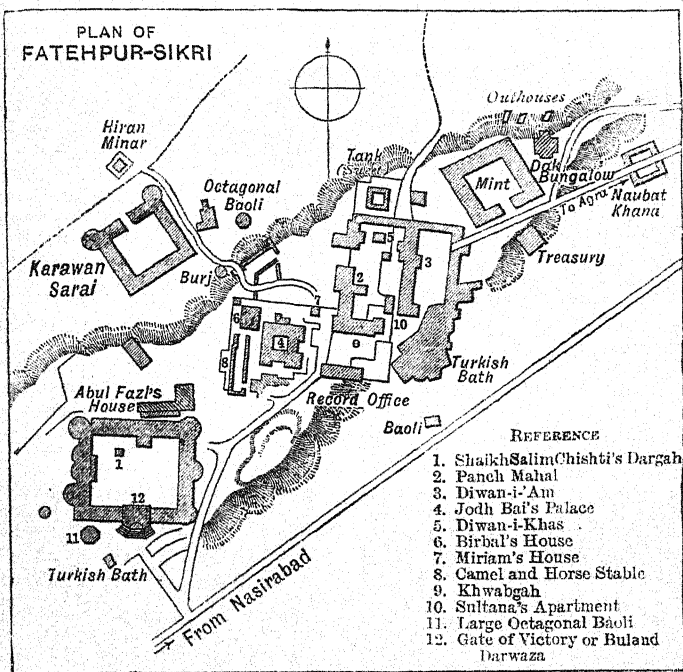 PLAN OF
FATEHPUR-SIKRI
Outhouses
Hiran
Minar
Tank
Octagonal
Baoli
Mint
Dak
Bungalow
Naubat
Khana
To Agra
Karawan
Sarai
Burj
5
3
Treasury
2
7
6
10
4
9
8
Turkish
Bath
Abul Fazl's
House
Record Office
Baoli
1
12
11
Turkish Bath
From Nasirabad
REFERENCE
1. Shaikh Salim Chishti's Dargah
2. Panch Mahal
3. Diwan-i-'Am
4. Jodh Bai's Palace
5. Diwan-i-Khas
6. Birbal's House
7. Miriam's House
8. Camel and Horse Stable
9. Khwabgah
10. Sultana's Apartment
11. Large Octagonal Baoli
12. Gate of Victory or Buland
Darwaza